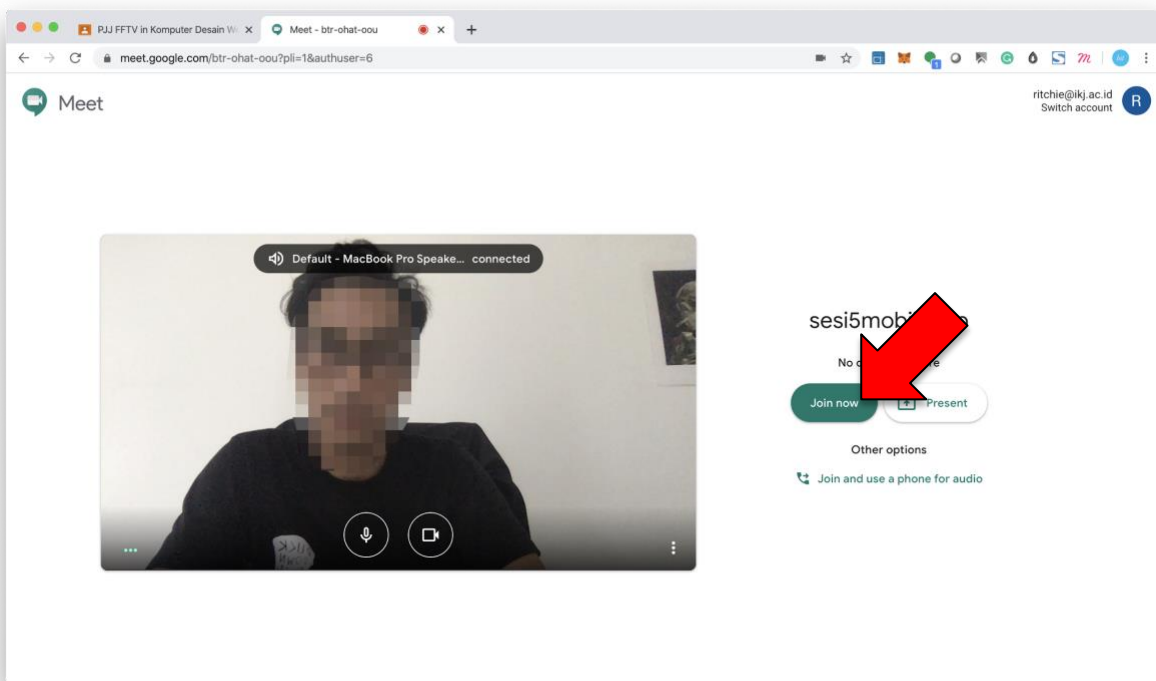 PJJ FFTV in Komputer Desain W
Meet - btr-ohat-oou
meet.google.com/btr-ohat-oou?pli=1&authuser=6
Meet
ritchie@ikj.ac.id
Switch account
R
Default - MacBook Pro Speake... connected
No
Join now
Present
Other options
Join and use a phone for audio